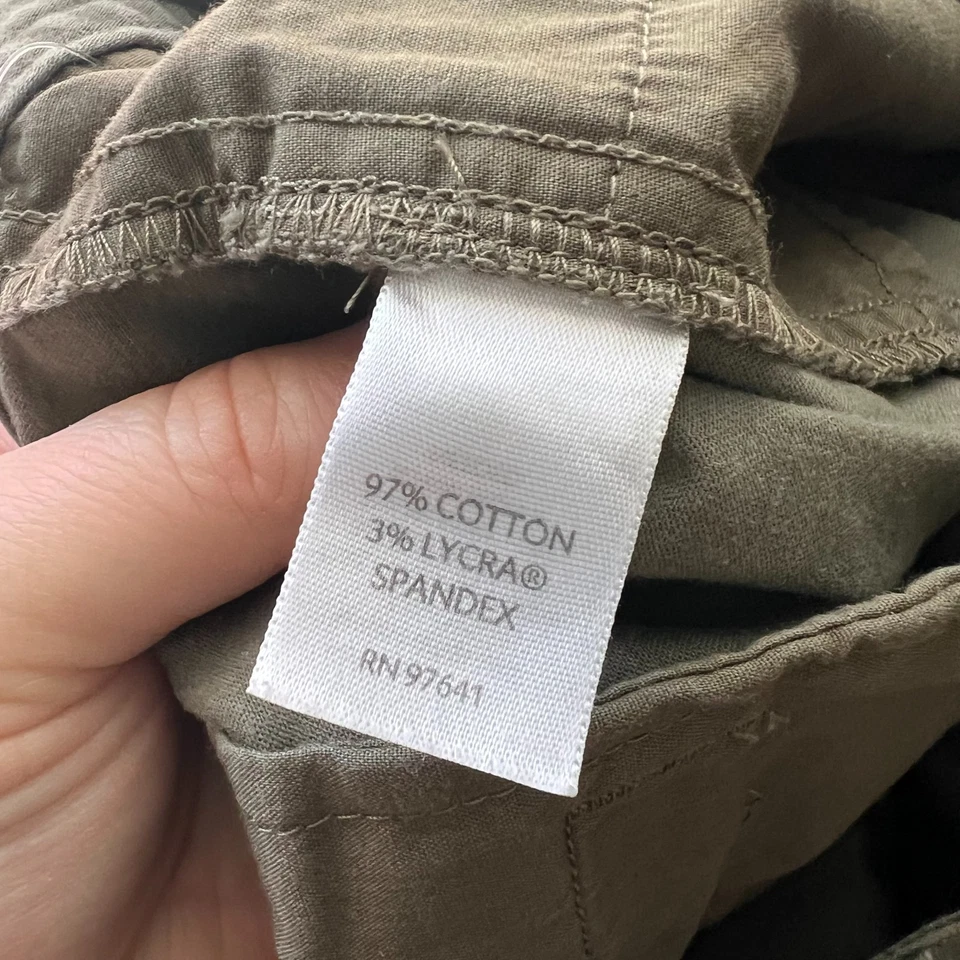 97% COTTON
3% LYCRA®
SPANDEX
RN 97641